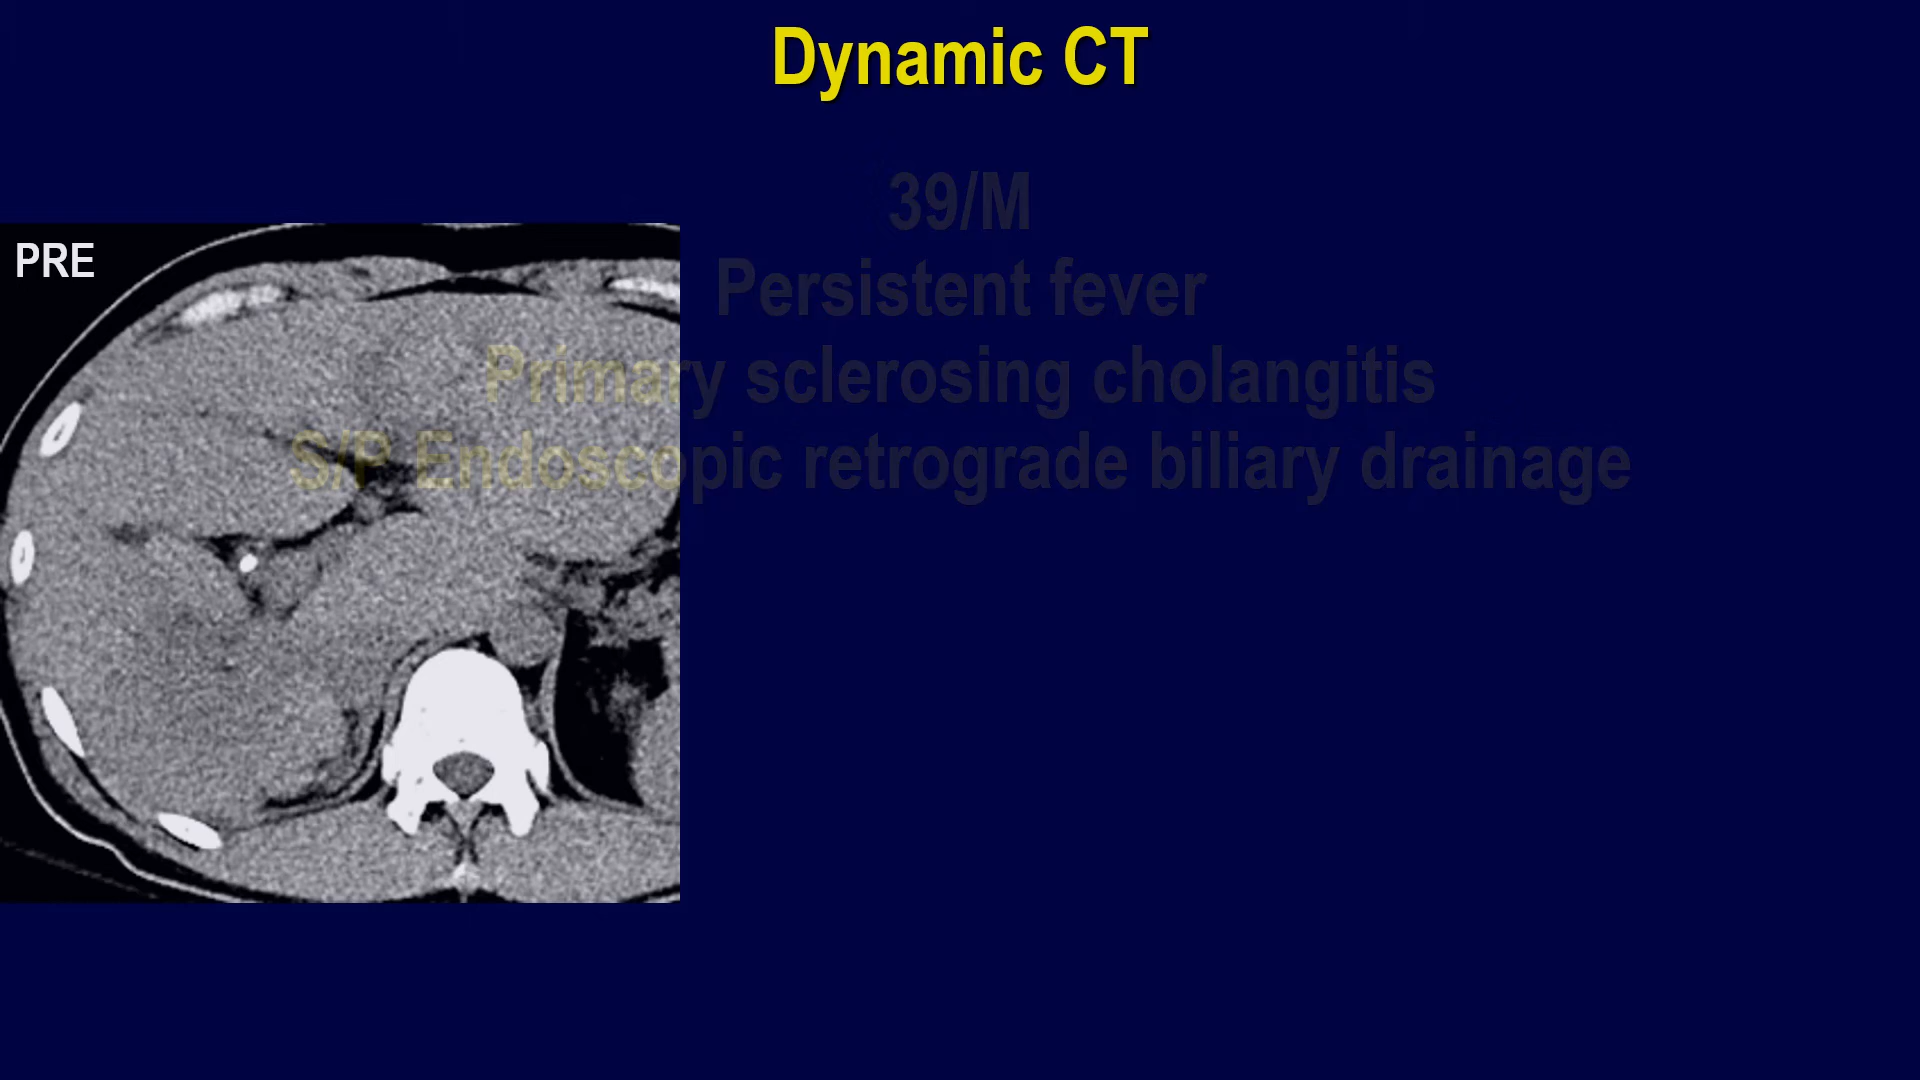 Dynamic CT
39/M
PRE
Persistent fever
Primary sclerosing cholangitis
S/P Endoscopic retrograde biliary drainage